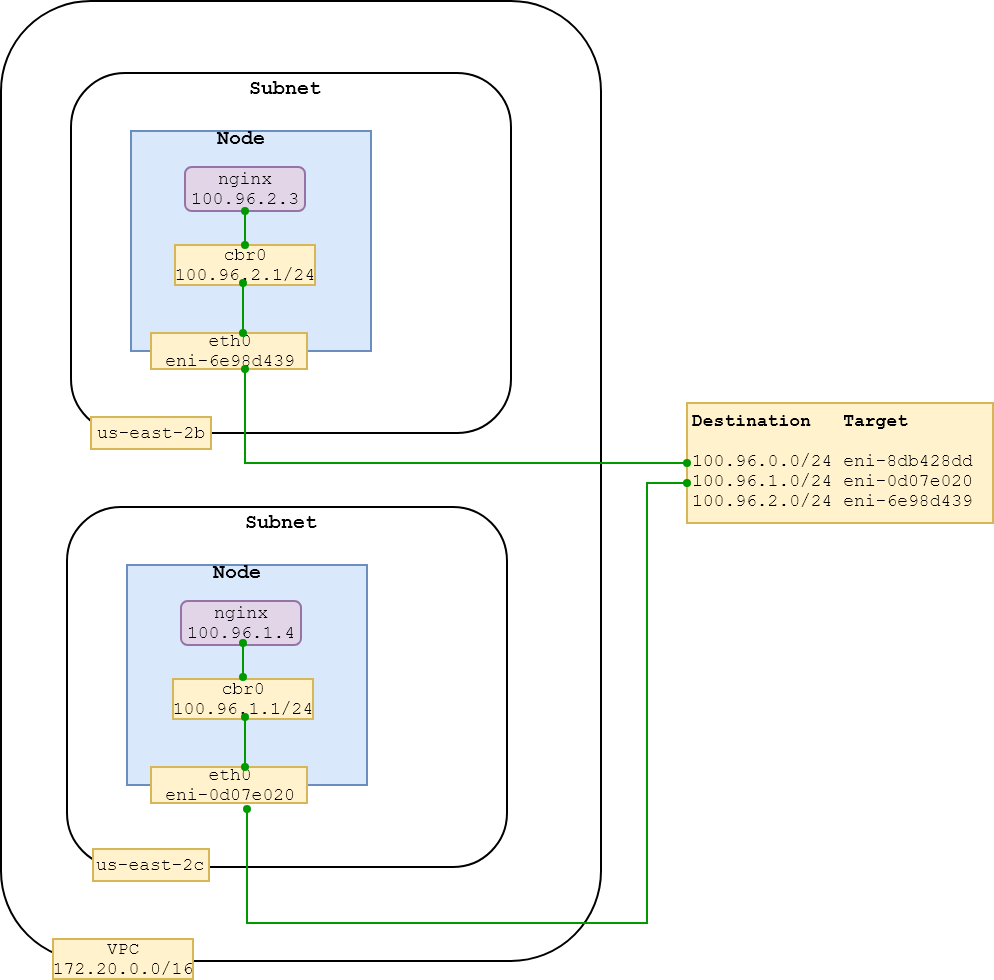 Subnet
Node
nginx
100.96.2.3
cbr0
100.96.2.1/24
eth0
eni-6e98d439
us-east-2b
Destination Target
100.96.0.0/24 eni-8db428dd
100.96.1.0/24 eni-0d07e020
100.96.2.0/24 eni-6e98d439
Subnet
Node
nginx
100.96.1.4
cbr0
100.96.1.1/24
eth0
eni-0d07e020
us-east-2c
VPC
172.20.0.0/16